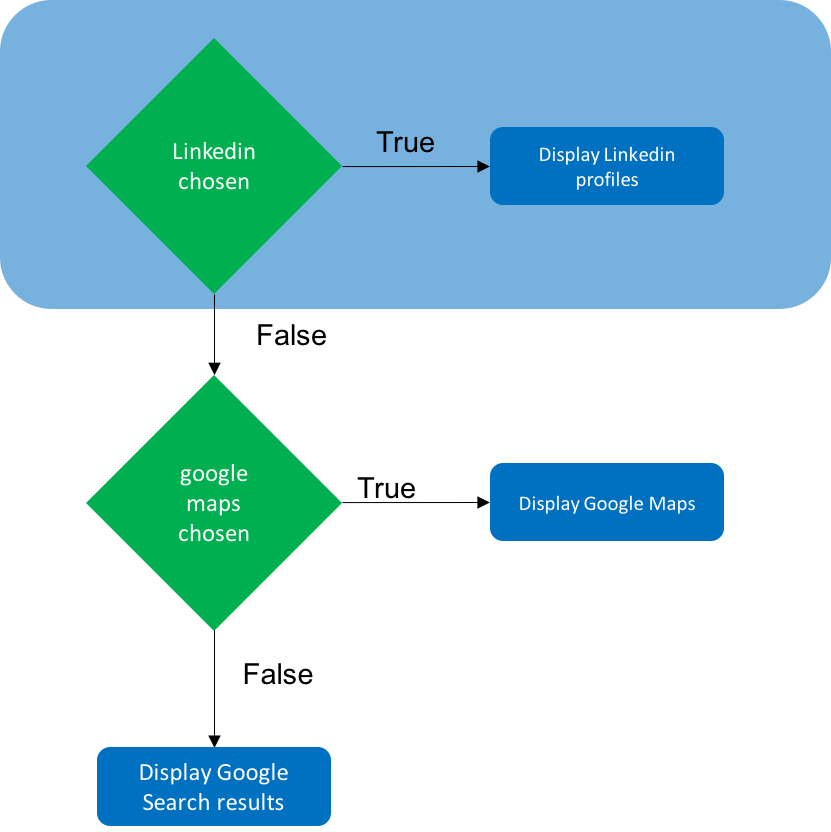 Linkedin
chosen
True
Display Linkedin
profiles
False
google
maps
chosen
True
Display Google Maps
False
Display Google
Search results